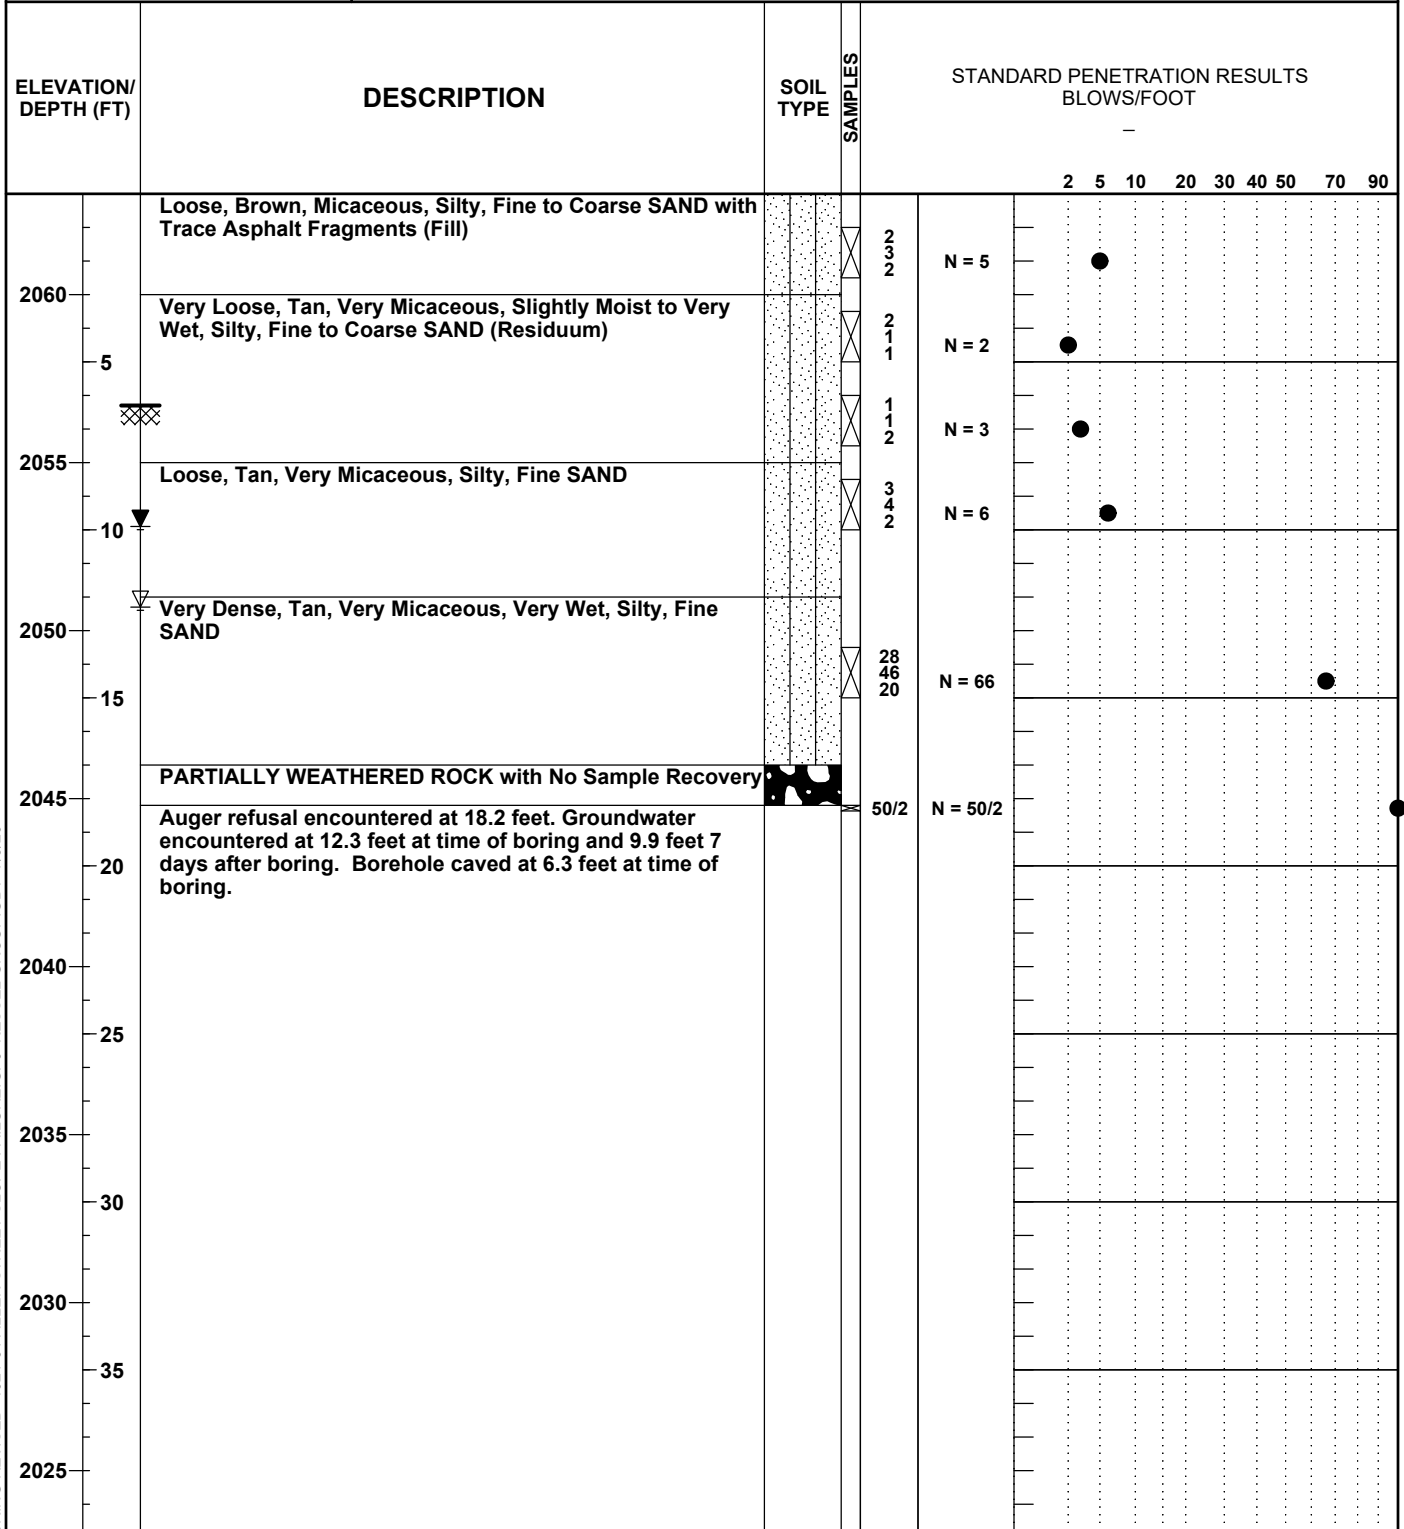 ELEVATION/
DEPTH (FT)
DESCRIPTION
SOIL
TYPE
SAMPLES
STANDARD PENETRATION RESULTS
BLOWS/FOOT
_
2 5 10 20 30 40 50 70 90
Loose, Brown, Micaceous, Silty, Fine to Coarse SAND with
Trace Asphalt Fragments (Fill)
2
3
2
N = 5
2060
Very Loose, Tan, Very Micaceous, Slightly Moist to Very
Wet, Silty, Fine to Coarse SAND (Residuum)
2
1
1
N = 2
5
1
1
2
N = 3
2055
Loose, Tan, Very Micaceous, Silty, Fine SAND
3
4
2
N = 6
10
Very Dense, Tan, Very Micaceous, Very Wet, Silty, Fine
SAND
2050
28
46
20
N = 66
15
PARTIALLY WEATHERED ROCK with No Sample Recovery
2045
50/2
N = 50/2
Auger refusal encountered at 18.2 feet. Groundwater
encountered at 12.3 feet at time of boring and 9.9 feet 7
days after boring.  Borehole caved at 6.3 feet at time of
boring.
20
2040
25
2035
30
2030
35
2025